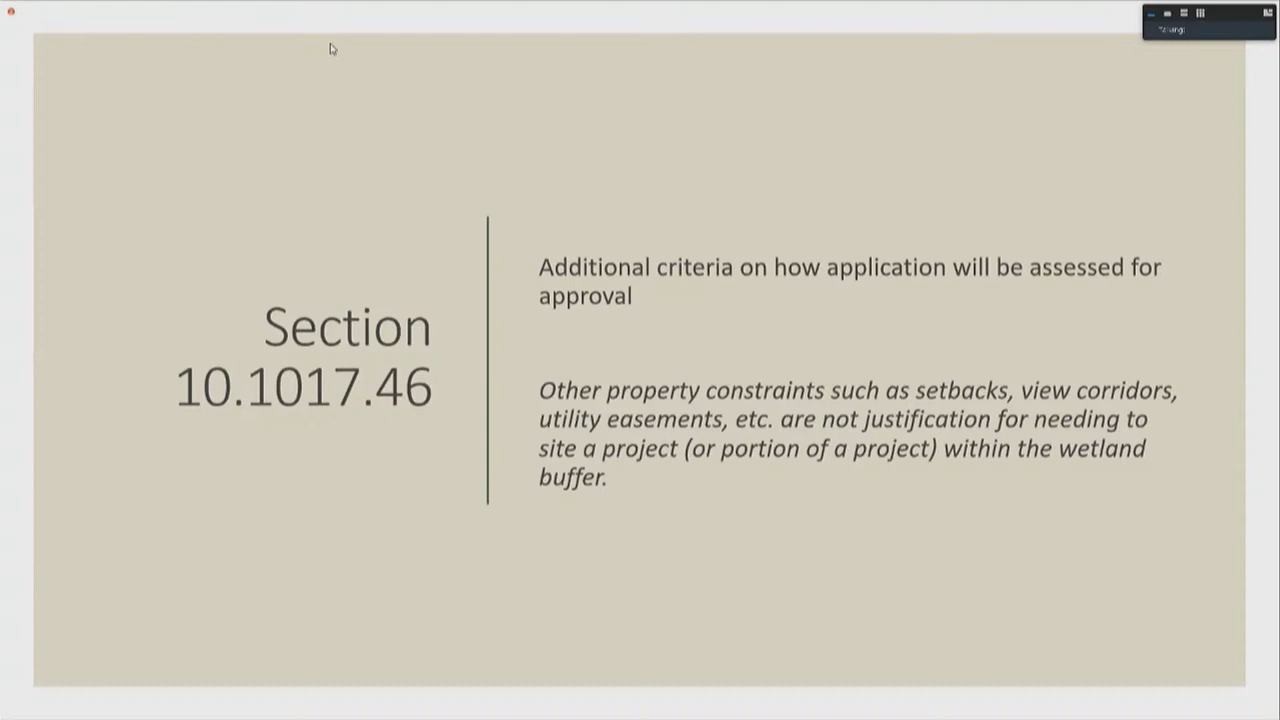 Section
10.1017.46
Additional criteria on how application will be assessed for
approval
Other property constraints such as setbacks, view corridors,
utility easements, etc. are not justification for needing to
site a project (or portion of a project) within the wetland
buffer.